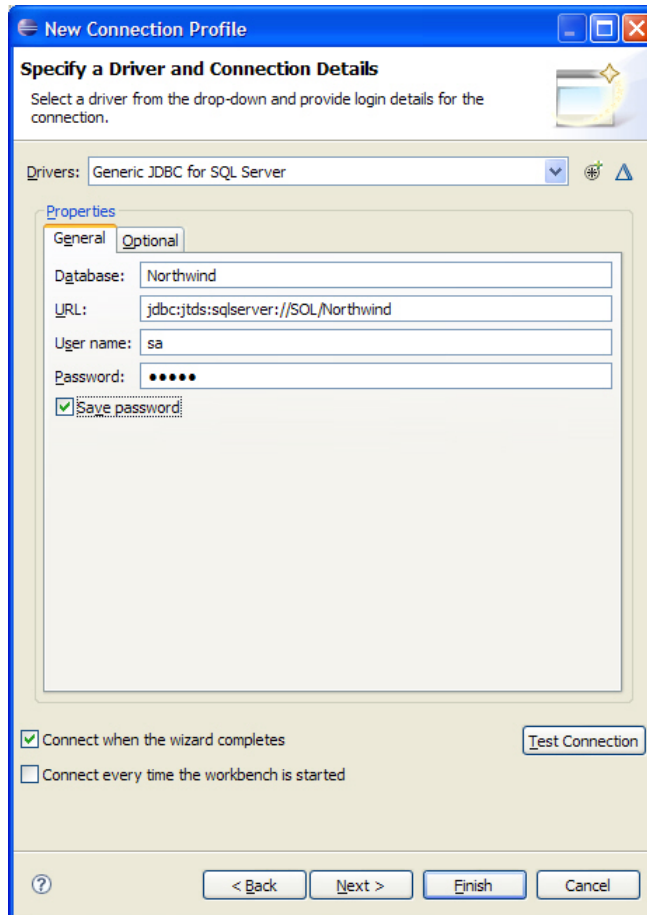 New Connection Profile
Specify a Driver and Connection Details
Select a driver from the drop-down and provide login details for the
connection.
Drivers: Generic JDBC for SQL Server
Properties
General Optional
Database: Northwind
URL: jdbc:jtds:sqlserver://SOL/Northwind
User name: sa
Password: •••••
Save password
Connect when the wizard completes
Test Connection
Connect every time the workbench is started
? < Back Next > Finish Cancel